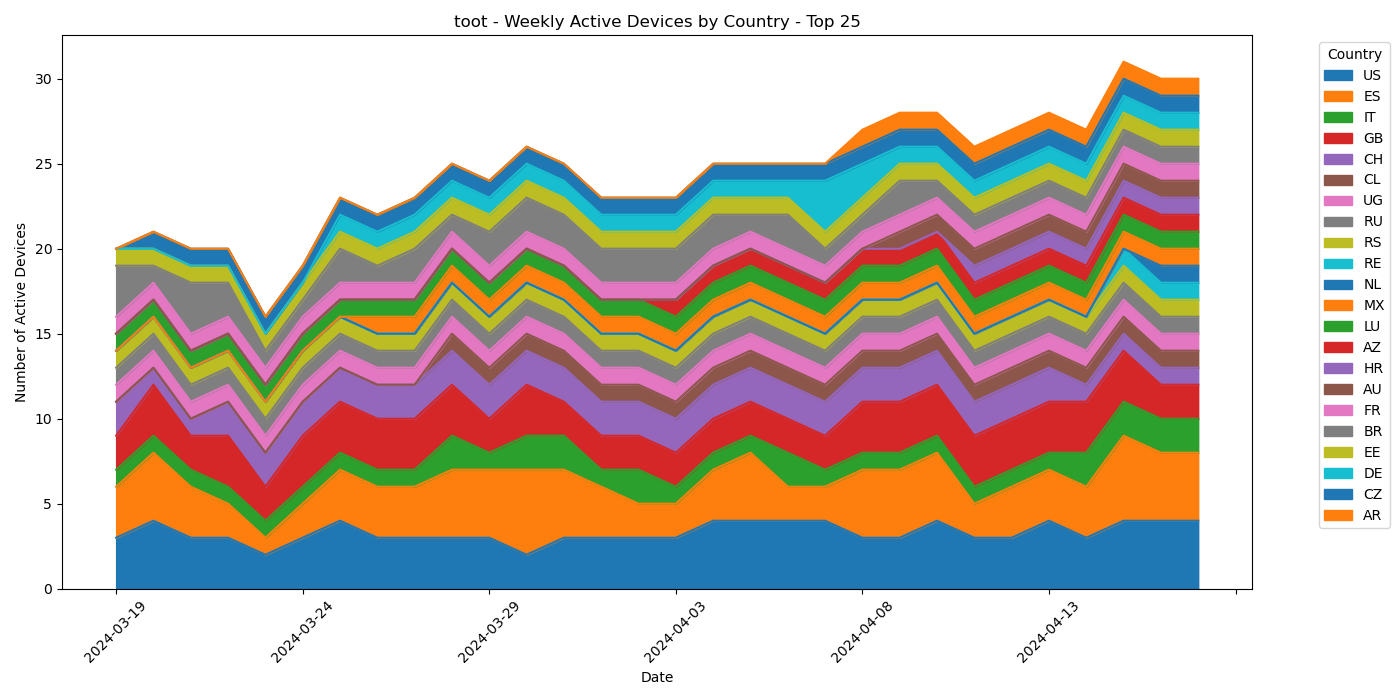 toot - Weekly Active Devices by Country - Top 25
Number of Active Devices
30
25
20
15
10
5
0
2024-03-19
2024-03-24
2024-03-29
2024-04-03
2024-04-08
2024-04-13
Date
Country
US
ES
IT
GB
CH
CL
UG
RU
RS
RE
NL
MX
LU
AZ
HR
AU
FR
BR
EE
DE
CZ
AR